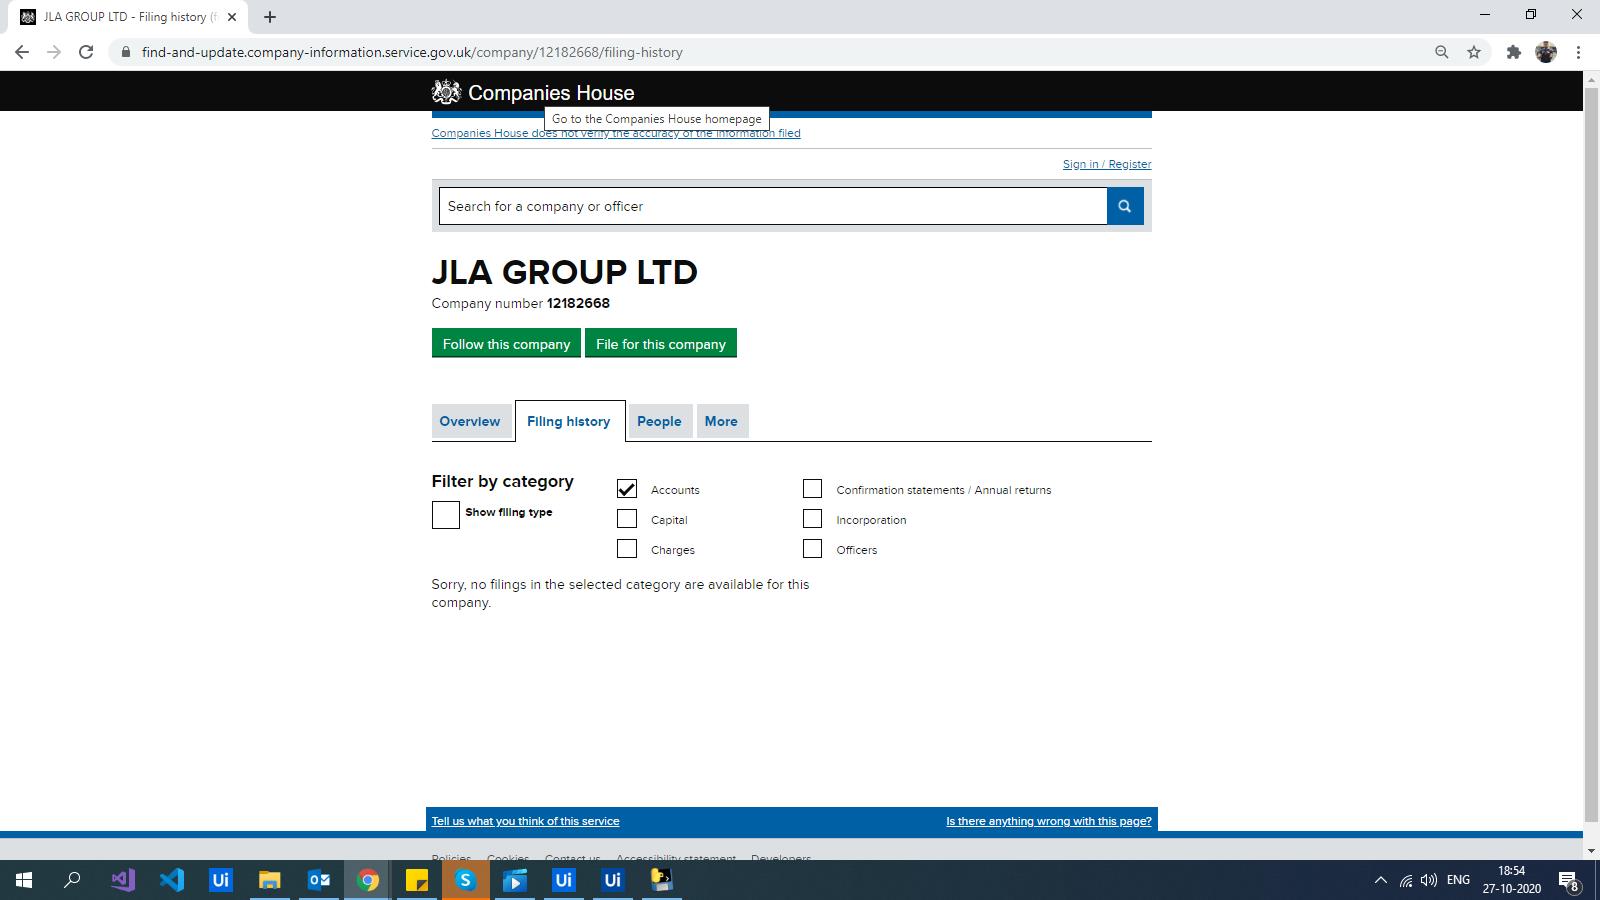 JLA GROUP LTD - Filing history (f
find-and-update.company-information.service.gov.uk/company/12182668/filing-history
Companies House
Go to the Companies House homepage
Companies House does not verify the accuracy of the information filed
Sign in / Register
Search for a company or officer
JLA GROUP LTD
Company number 12182668
Follow this company File for this company
Overview Filing history People More
Filter by category
Show filing type
Accounts Confirmation statements / Annual returns
Capital Incorporation
Charges Officers
Sorry, no filings in the selected category are available for this
company.
Tell us what you think of this service Is there anything wrong with this page?
Policies Cookies Contact us Accessibility statement Developers
Ui Ui Ui
ENG
18:54
27-10-2020
8